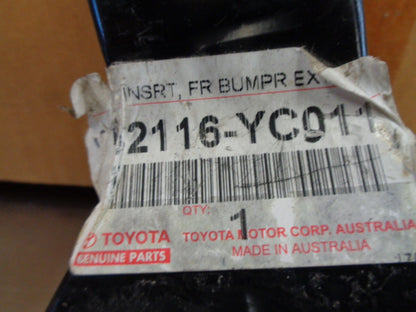 INSRT, FR BUMPR EX
2116-YC011
QTY:
1
TOYOTA
GENUINE PARTS
TOYOTA MOTOR CORP. AUSTRALIA
MADE IN AUSTRALIA